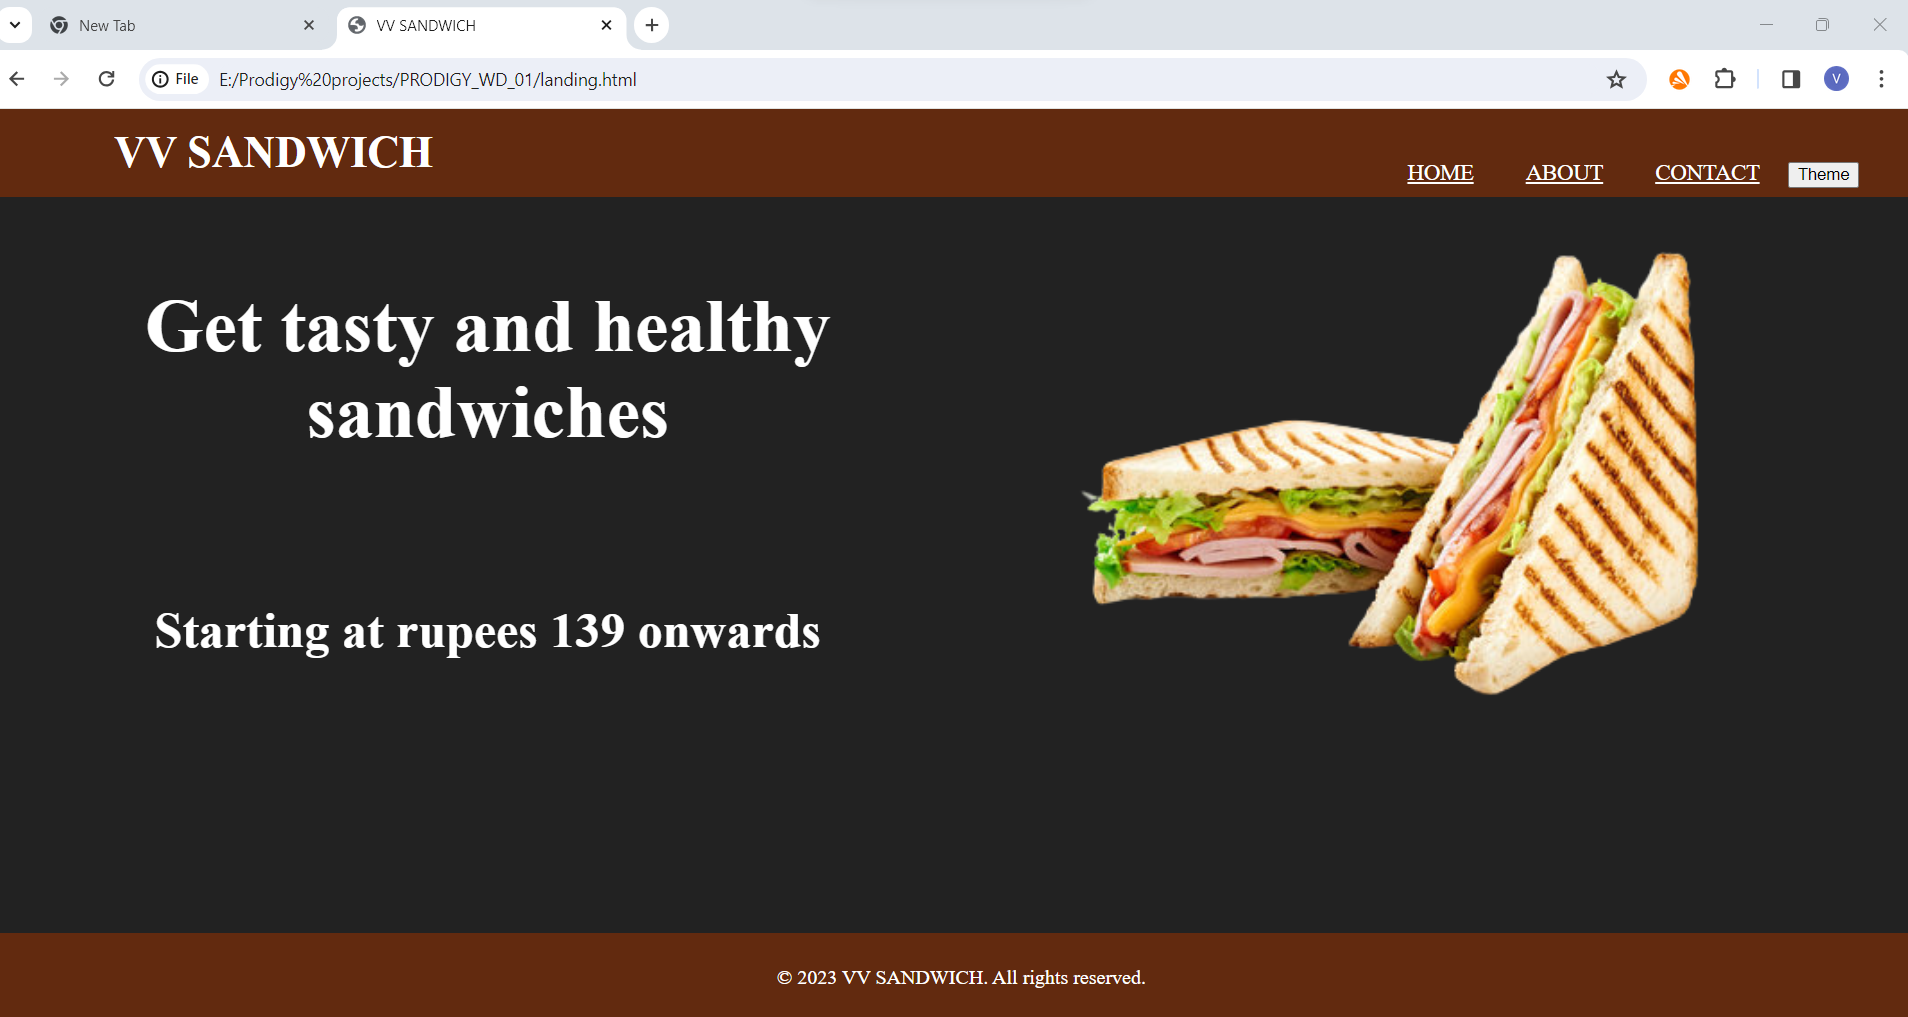 New Tab
VV SANDWICH
File
E:/Prodigy%20projects/PRODIGY_WD_01/landing.html
V
VV SANDWICH
HOME ABOUT CONTACT Theme
Get tasty and healthy
sandwiches
Starting at rupees 139 onwards
© 2023 VV SANDWICH. All rights reserved.